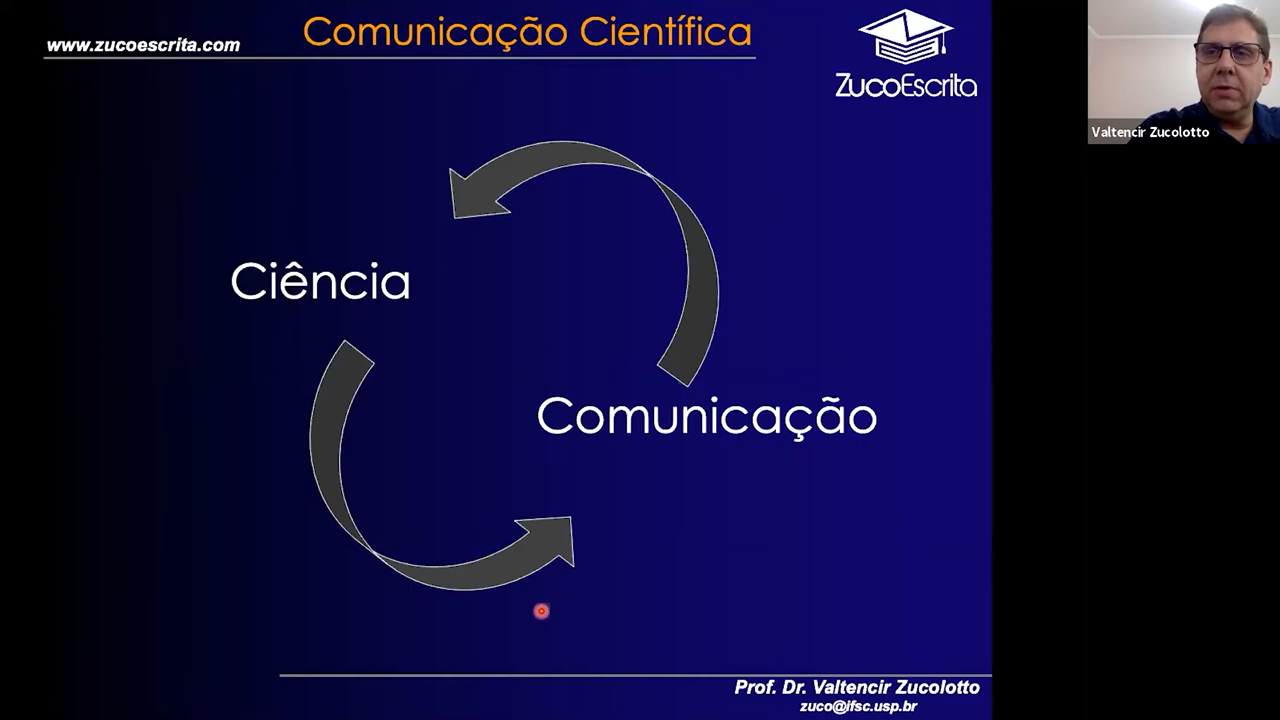 www.zucoescrita.com
Comunicação Científica
ZucoEscrita
Valtencir Zucolotto
Ciência
Comunicação
Prof. Dr. Valtencir Zucolotto
zuco@ifsc.usp.br